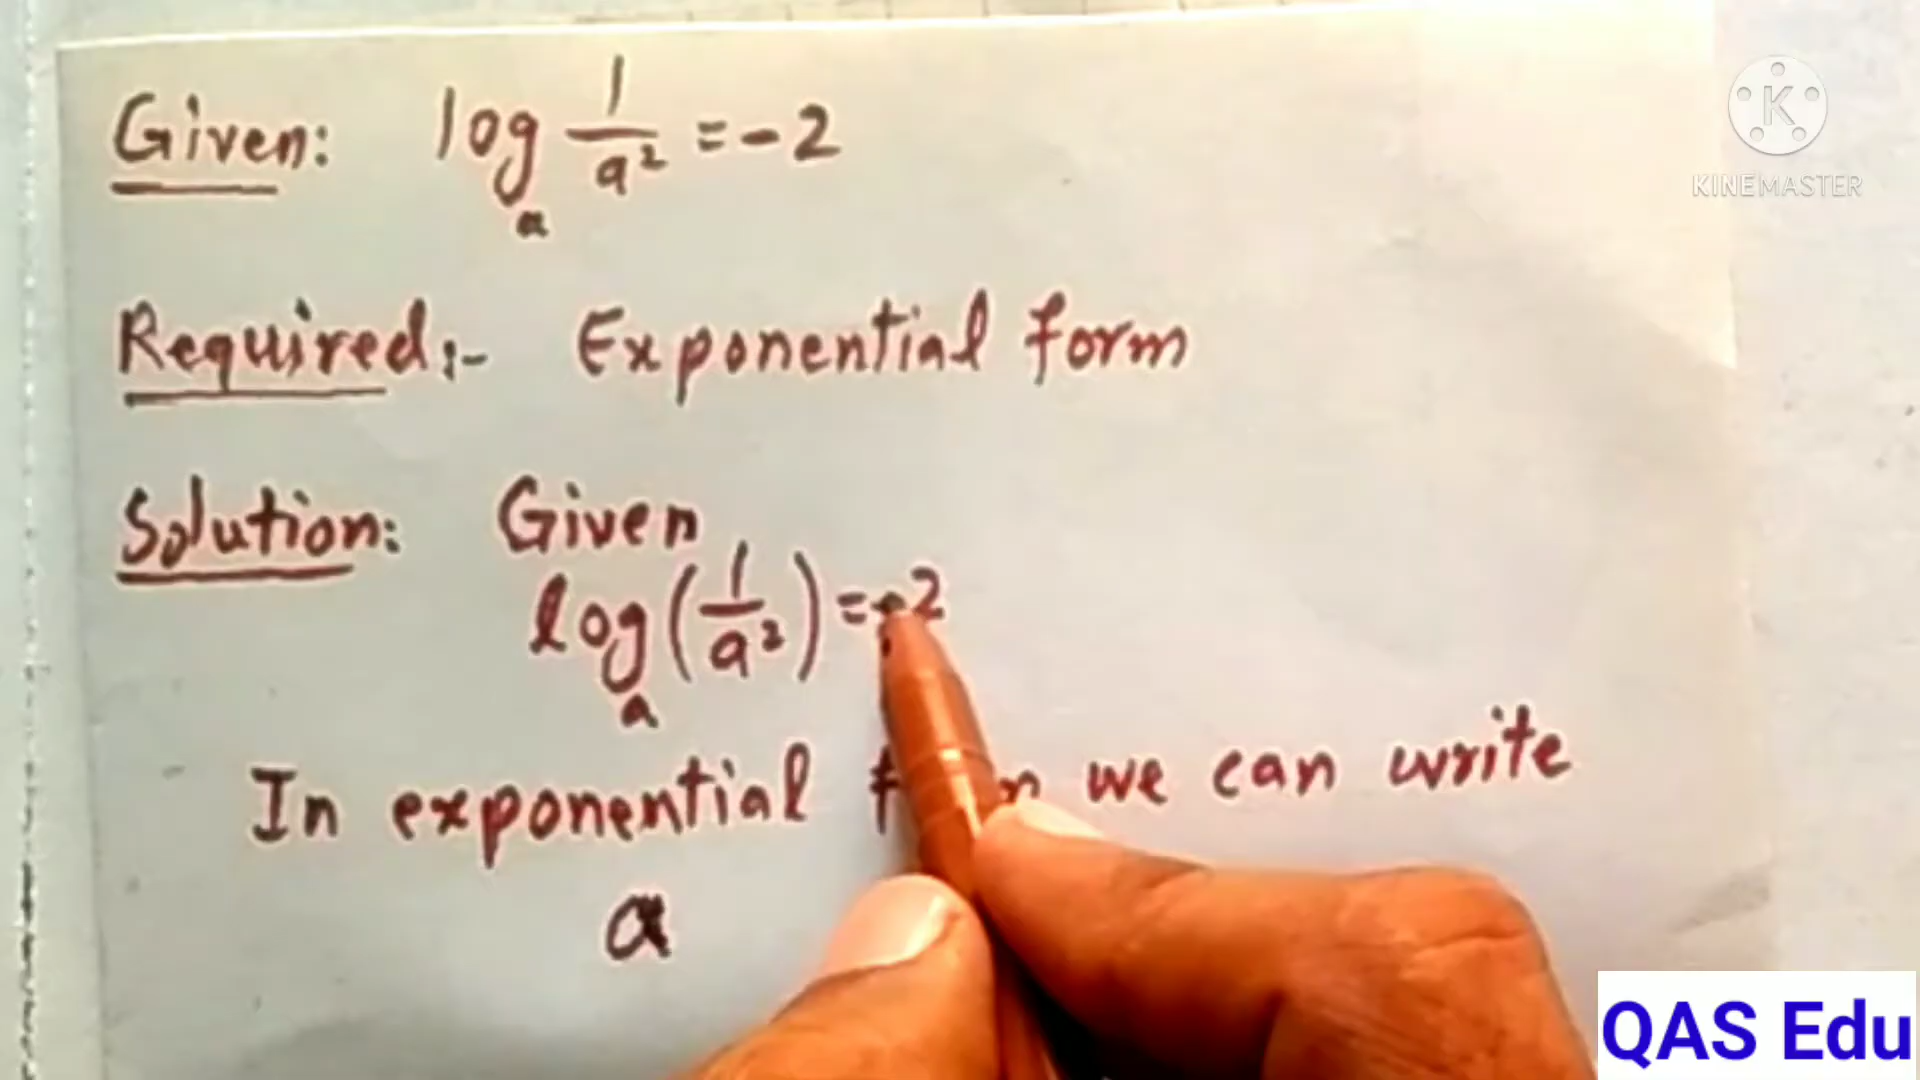 Given: log_a 1/a² = -2
KINEMASTER
Required:- Exponential form
Solution: Given
log_a (1/a²) = -2
In exponential we can write
a
QAS Edu